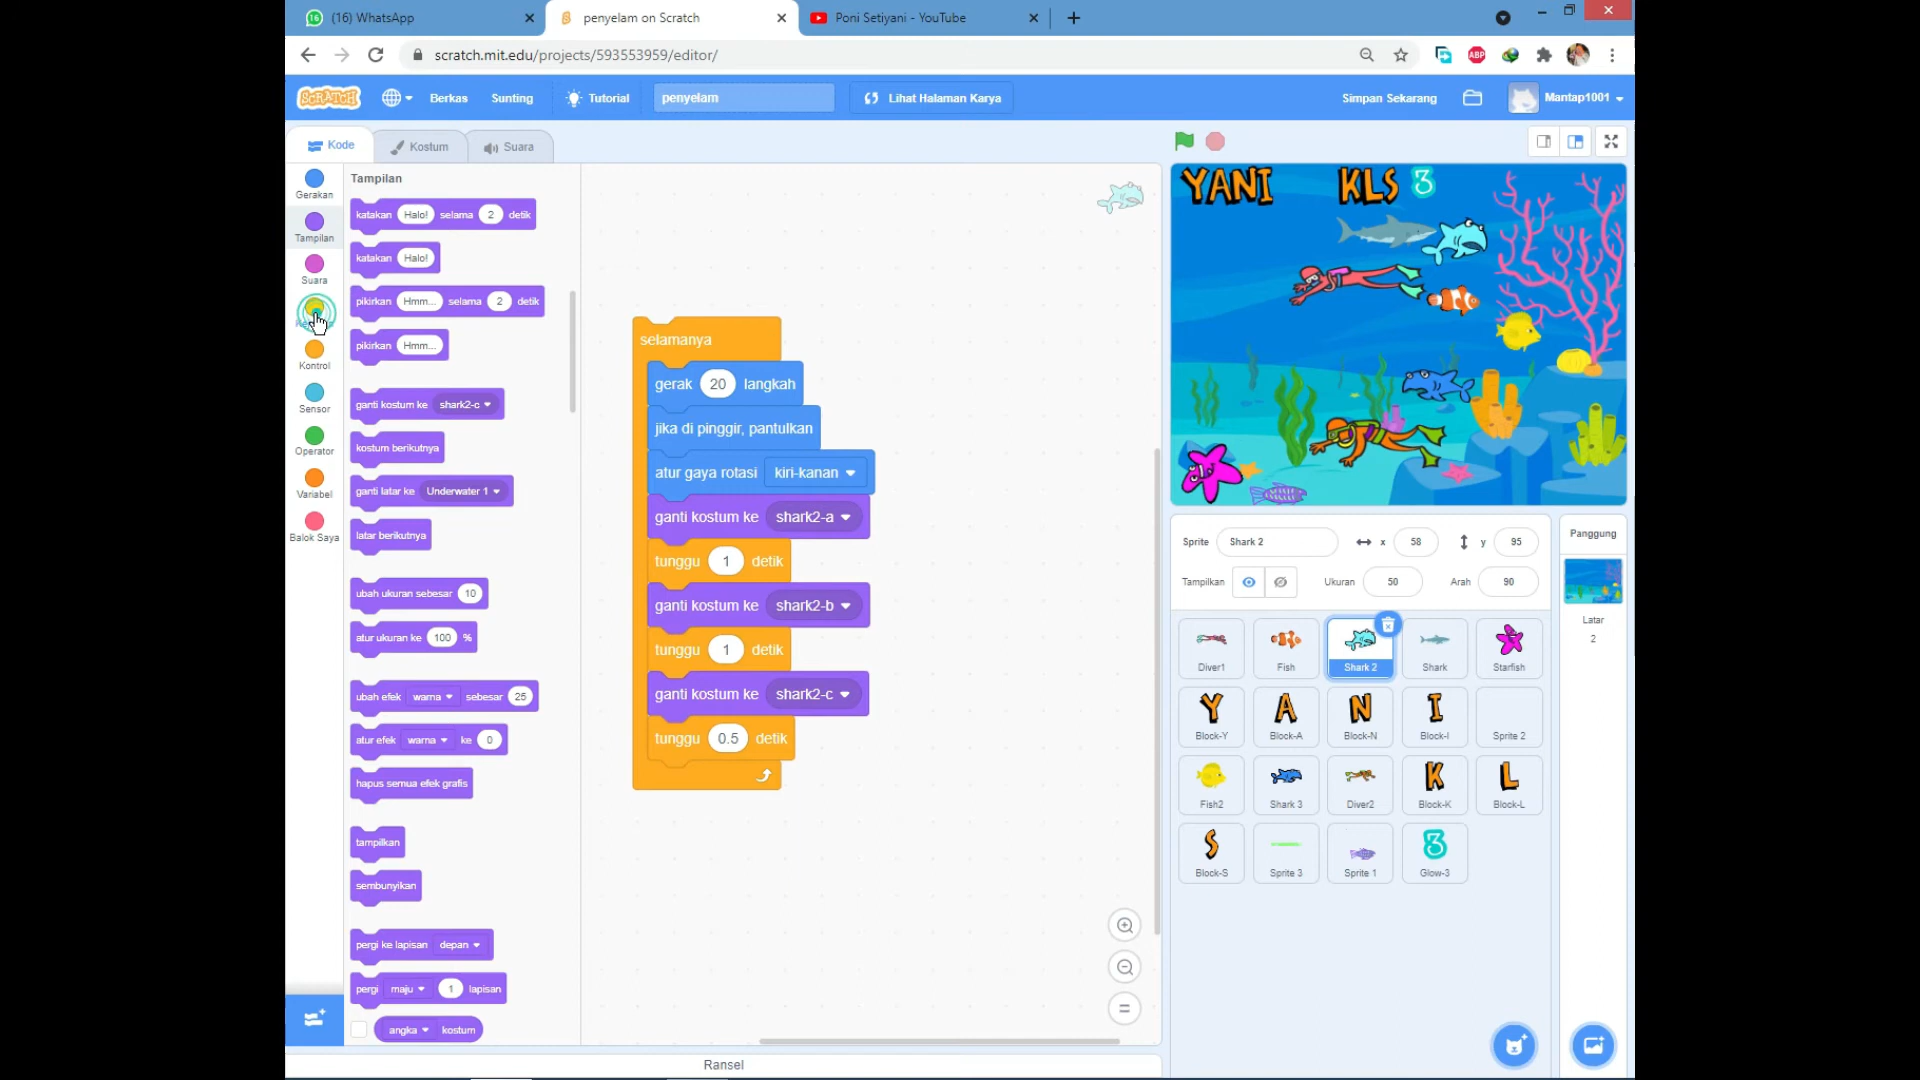 (16) WhatsApp
penyelam on Scratch
Poni Setiyani - YouTube
scratch.mit.edu/projects/593553959/editor/
SCRATCH
Berkas
Sunting
Tutorial
penyelam
Lihat Halaman Karya
Simpan Sekarang
Mantap1001
Kode
Kostum
Suara
Gerakan
Tampilan
Suara
Kontrol
Sensor
Operator
Variabel
Balok Saya
Tampilan
katakan Halo! selama 2 detik
katakan Halo!
pikirkan Hmm... selama 2 detik
pikirkan Hmm...
ganti kostum ke shark2-c
kostum berikutnya
ganti latar ke Underwater 1
latar berikutnya
ubah ukuran sebesar 10
atur ukuran ke 100 %
ubah efek warna sebesar 25
atur efek warna ke 0
hapus semua efek grafis
tampilkan
sembunyikan
pergi ke lapisan depan
pergi maju 1 lapisan
angka kostum
selamanya
gerak 20 langkah
jika di pinggir, pantulkan
atur gaya rotasi kiri-kanan
ganti kostum ke shark2-a
tunggu 1 detik
ganti kostum ke shark2-b
tunggu 1 detik
ganti kostum ke shark2-c
tunggu 0.5 detik
Ransel
YANI KLS 3
Sprite Shark 2 x 58 y 95
Tampilkan Ukuran 50 Arah 90
Diver1 Fish Shark 2 Shark Starfish
Y A N I
Block-Y Block-A Block-N Block-I Sprite 2
K L
Fish2 Shark 3 Diver2 Block-K Block-L
S 3
Block-S Sprite 3 Sprite 1 Glow-3
Panggung
Latar
2